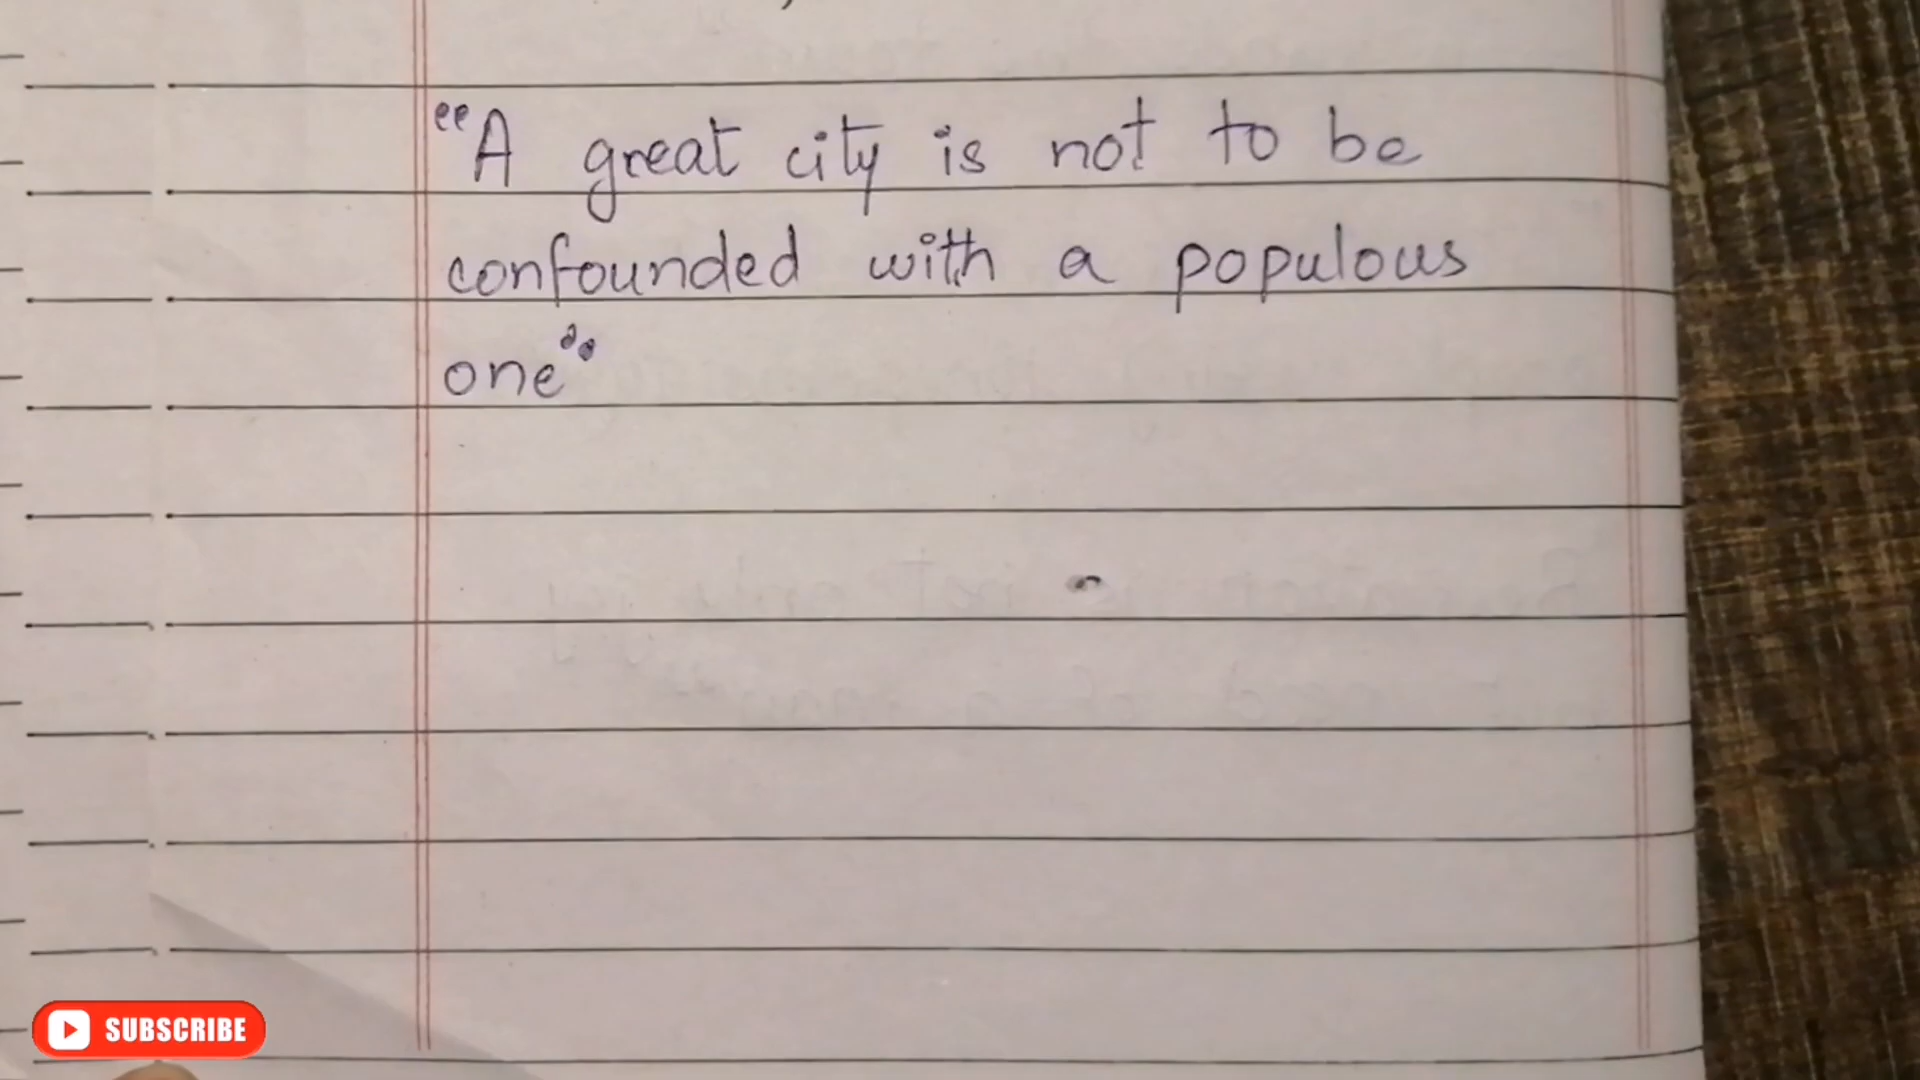 “A great city is not to be
confounded with a populous
one”
SUBSCRIBE